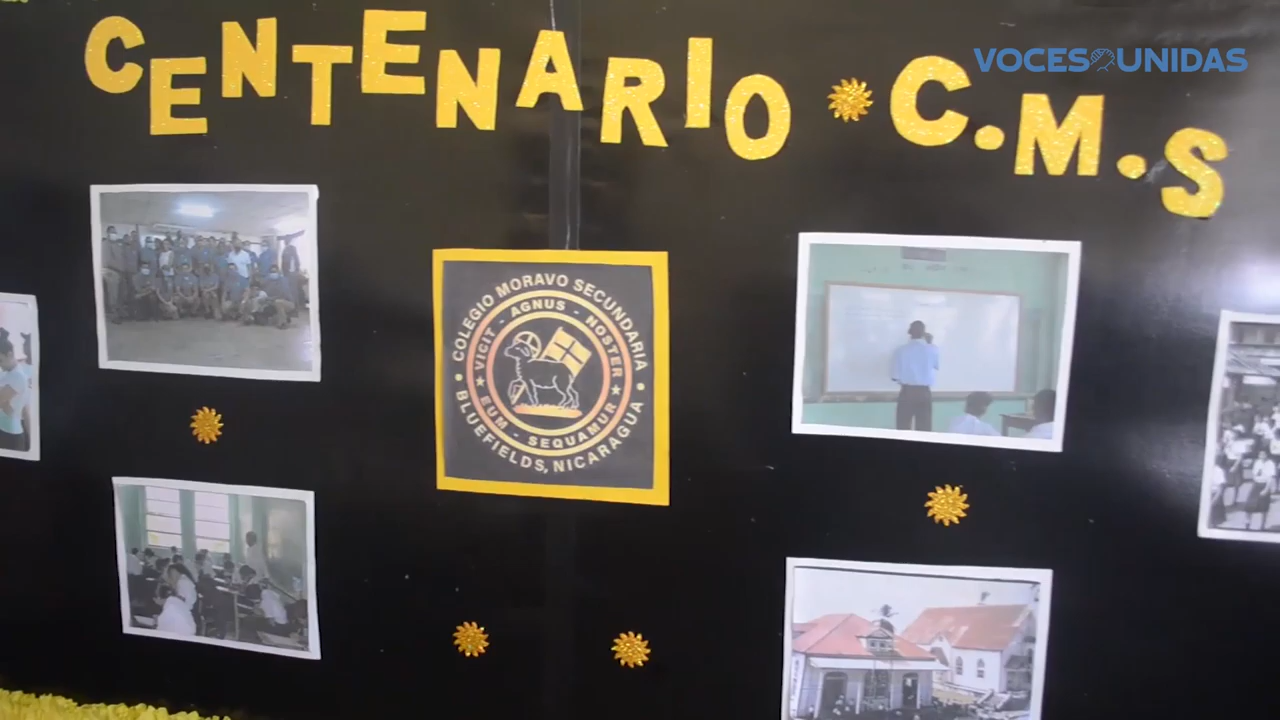 VOCES UNIDAS
CENTENARIO C.M.S
COLEGIO MORAVO SECUNDARIA
VICIT - AGNUS - NOSTER
EUM - SEQUAMUR
BLUEFIELDS, NICARAGUA